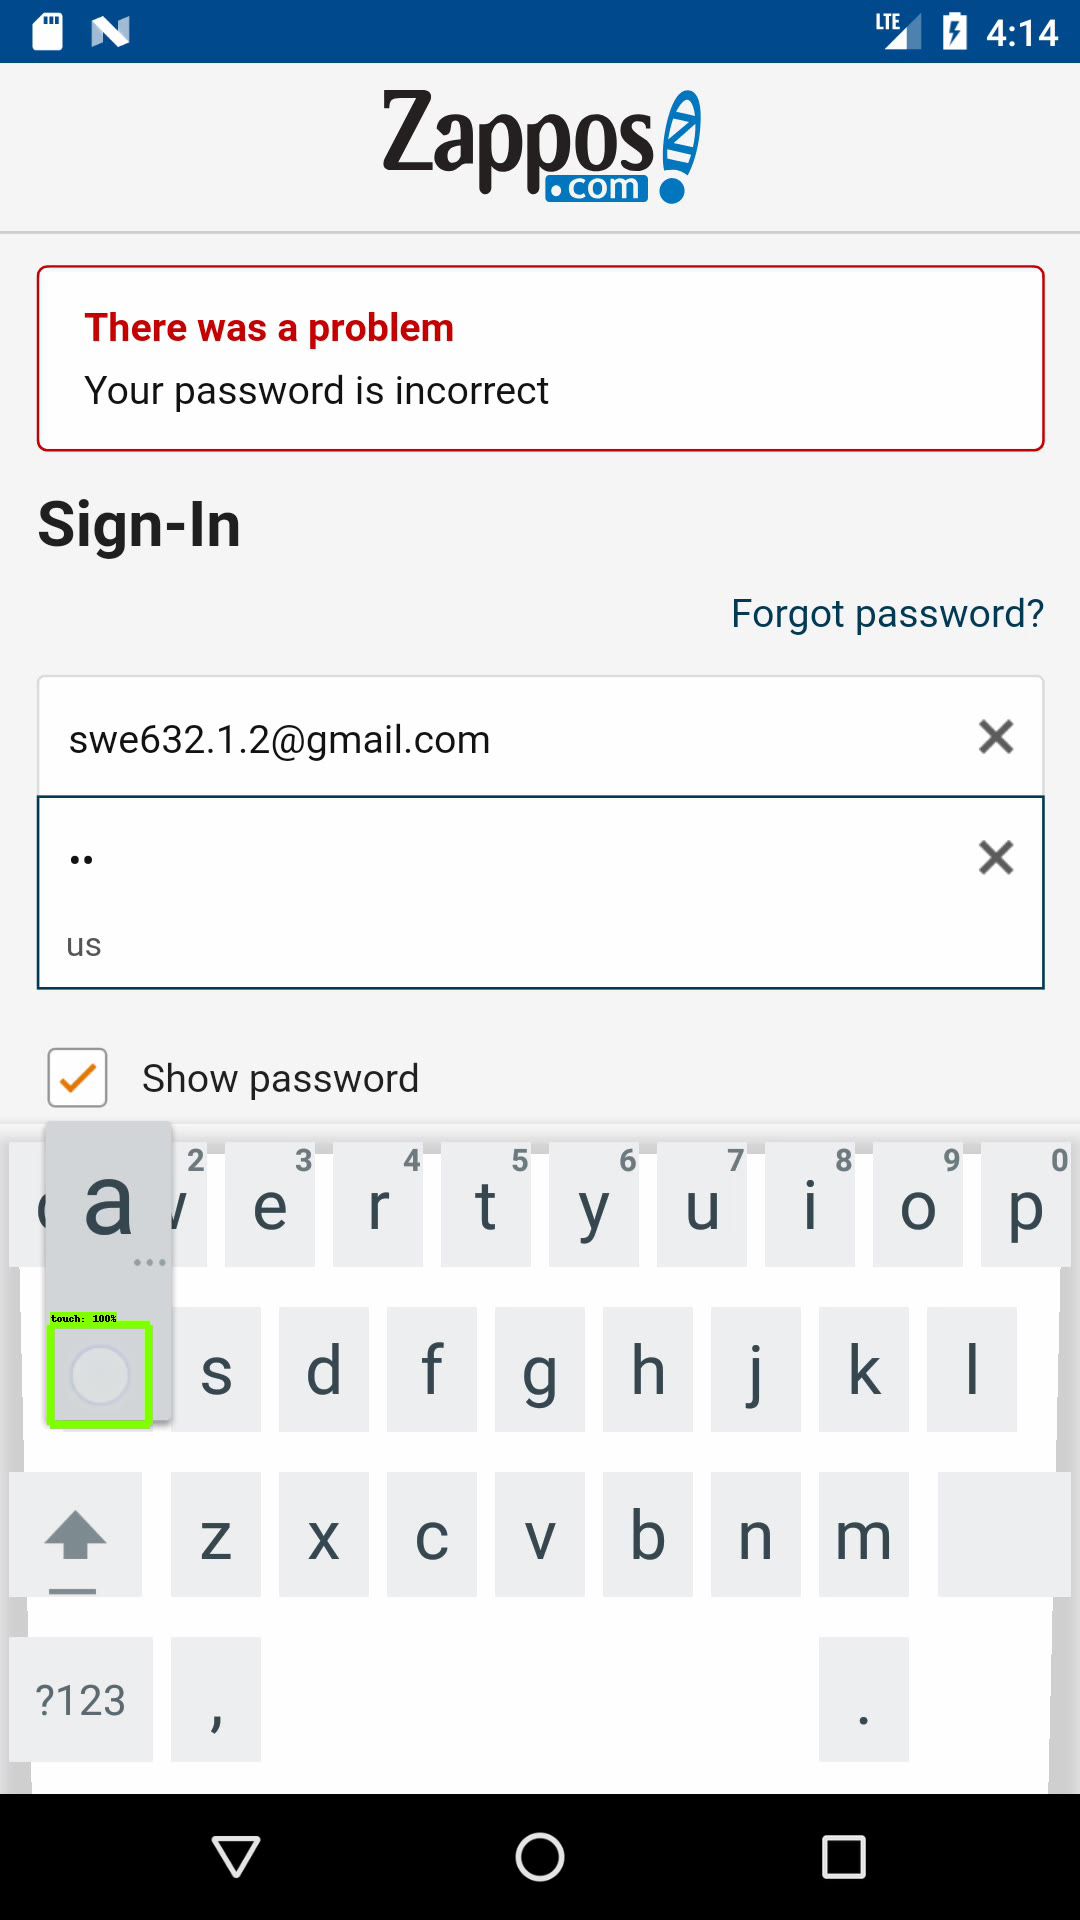 LTE 4:14
Zappos
.com
There was a problem
Your password is incorrect
Sign-In
Forgot password?
swe632.1.2@gmail.com
••
us
Show password
2 3 4 5 6 7 8 9 0
a e r t y u i o p
touch: 100%
s d f g h j k l
z x c v b n m
?123 , .